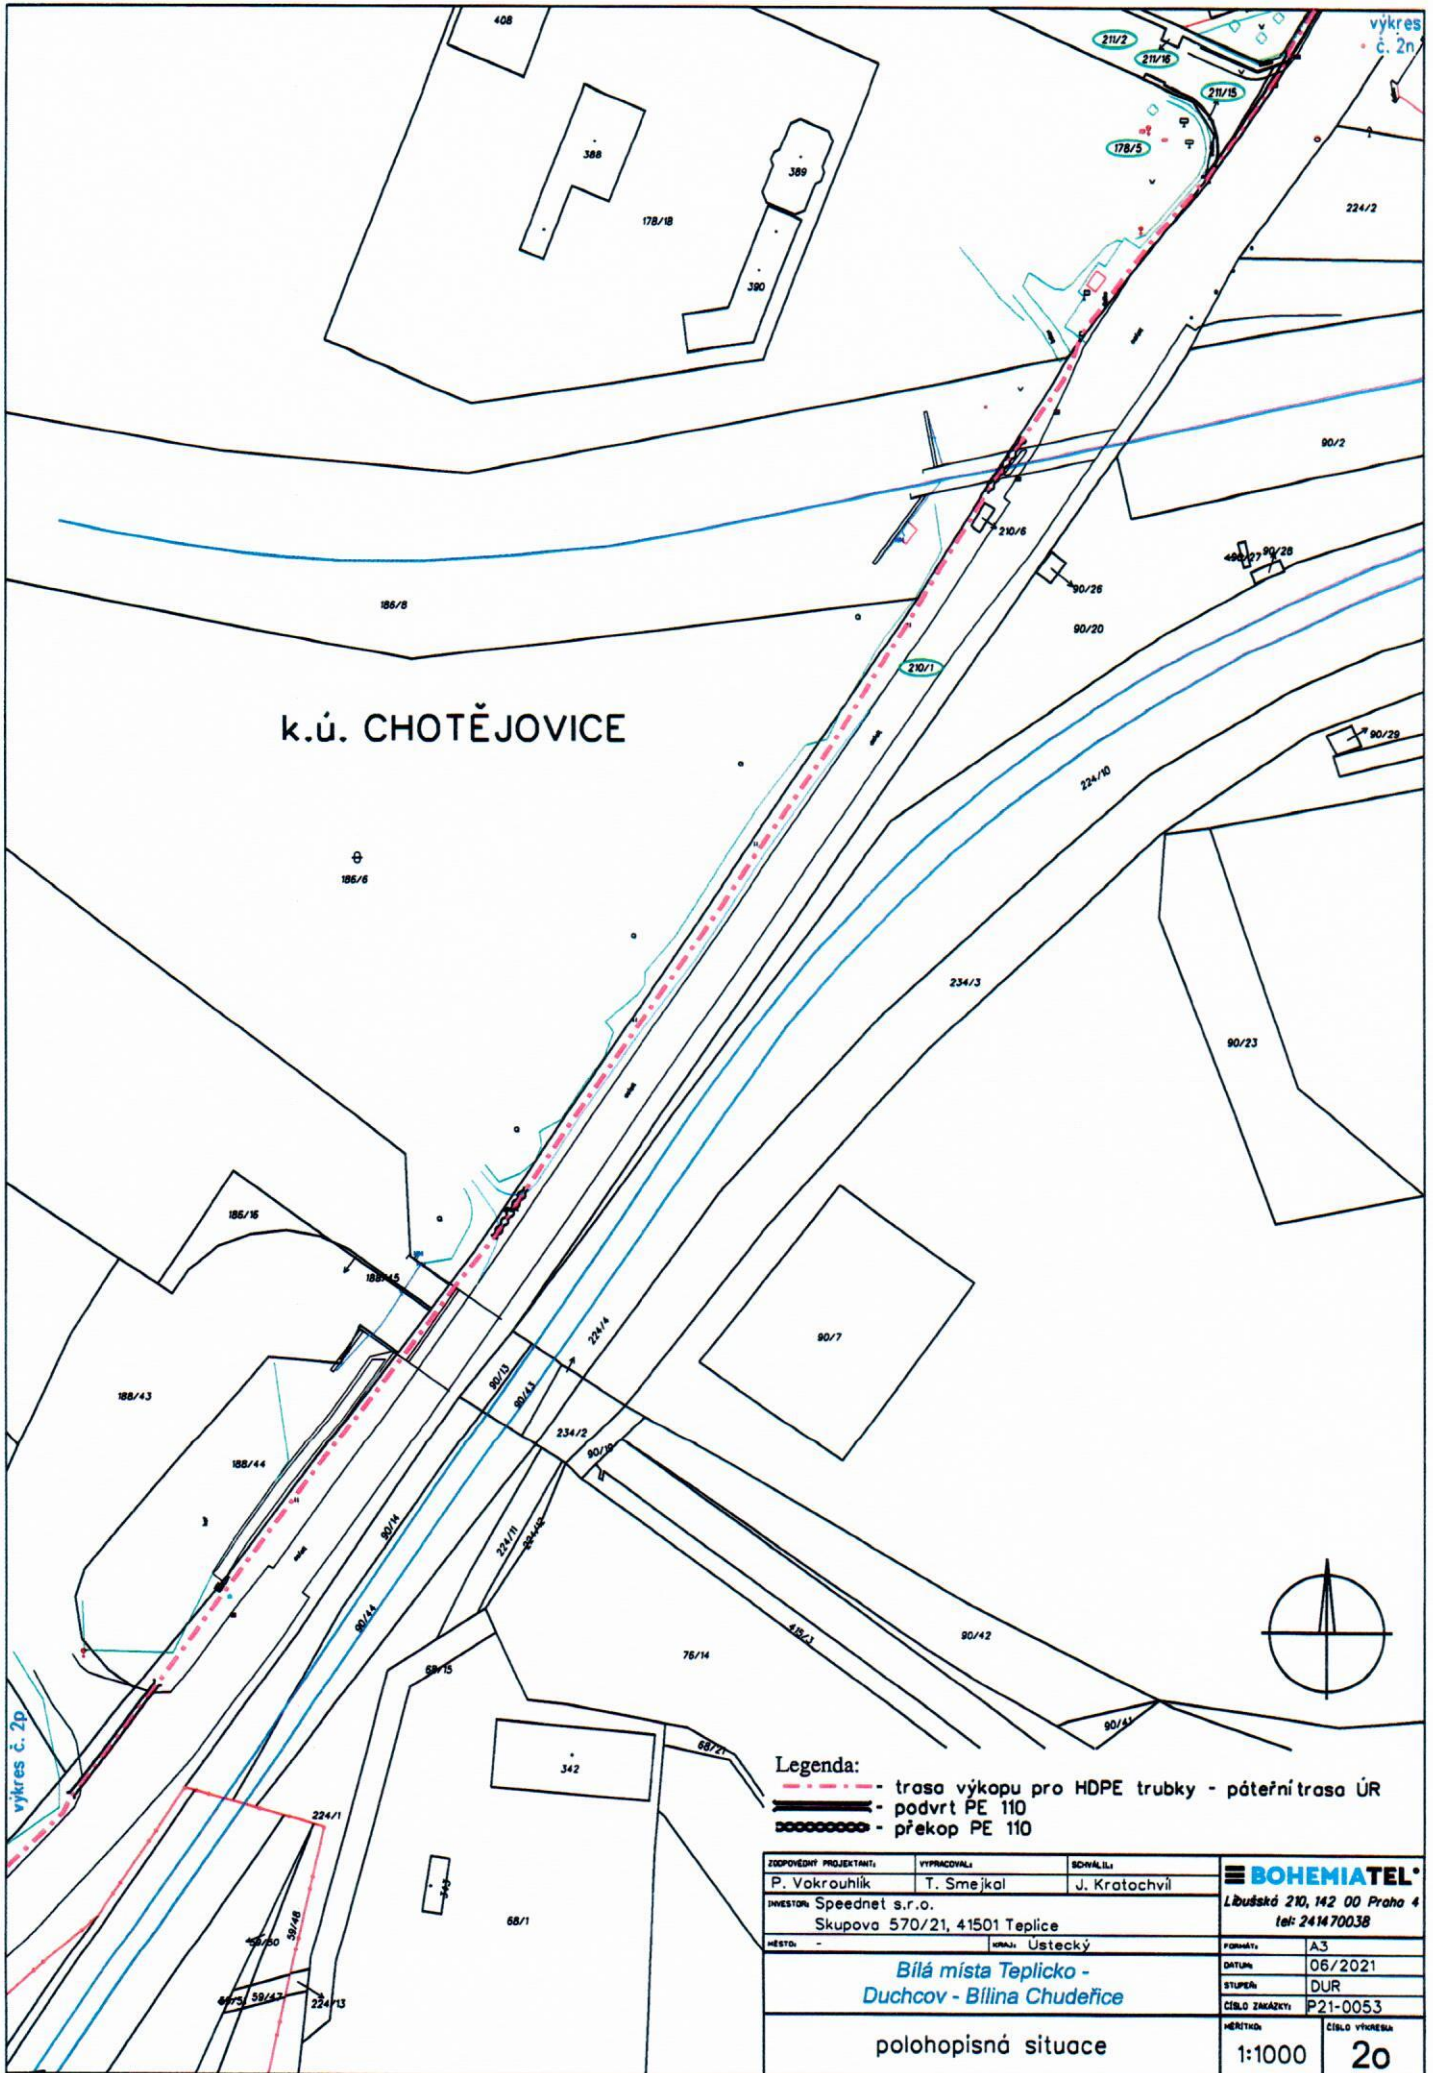 výkres
č. 2n
408
211/2
211/16
211/15
178/5
388
389
178/18
224/2
390
90/2
210/6
90/28
90/26
186/8
90/20
210/1
k.ú. CHOTĚJOVICE
90/29
224/10
186/6
234/3
90/23
186/16
188/45
224/4
90/7
90/13
90/43
188/43
234/2
90/19
188/44
90/14
224/11
224/12
90/44
415/3
90/42
76/14
68/15
90/41
výkres č. 2p
68/21
342
Legenda:
- trasa výkopu pro HDPE trubky - páteřní trasa ÚR
- podvrt PE 110
- překop PE 110
224/1
343
68/1
59/48
59/50
59/47
224/13
ZODPOVĚDNÝ PROJEKTANT: VYPRACOVAL: SCHVÁLIL:
P. Vokrouhlík T. Smejkal J. Kratochvíl
INVESTOR: Speednet s.r.o.
Skupova 570/21, 41501 Teplice
MĚSTO: - KRAJ: Ústecký
BOHEMIATEL
Libušská 210, 142 00 Praha 4
tel: 241470038
FORMÁT: A3
DATUM: 06/2021
STUPEŇ: DUR
ČÍSLO ZAKÁZKY: P21-0053
Bílá místa Teplicko -
Duchcov - Bílina Chudeřice
polohopisná situace
MĚŘÍTKO: ČÍSLO VÝKRESU:
1:1000 2o